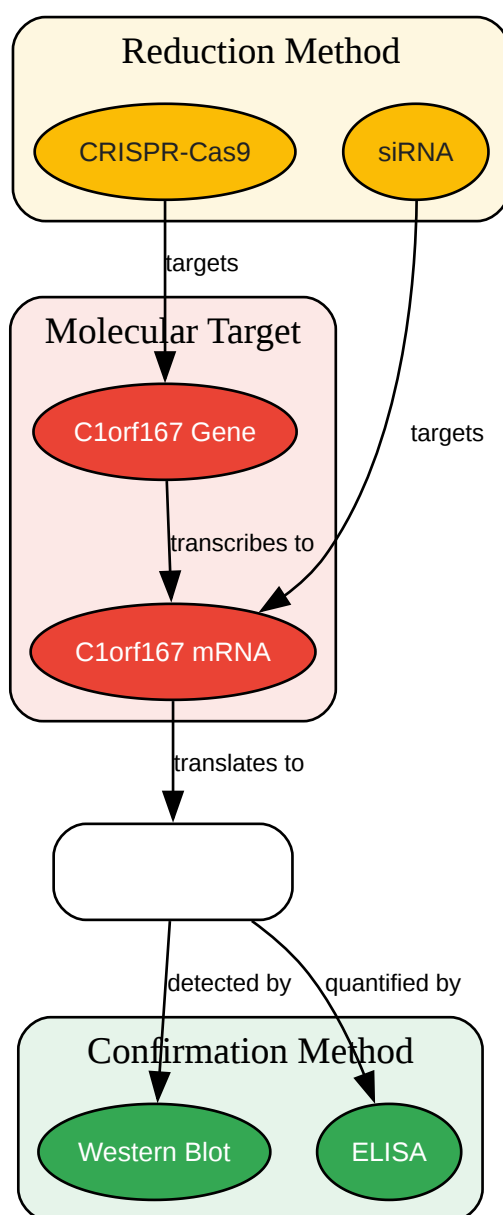 Reduction Method
CRISPR-Cas9
siRNA
targets
Molecular Target
C1orf167 Gene
targets
transcribes to
C1orf167 mRNA
translates to
detected by
quantified by
Confirmation Method
Western Blot
ELISA